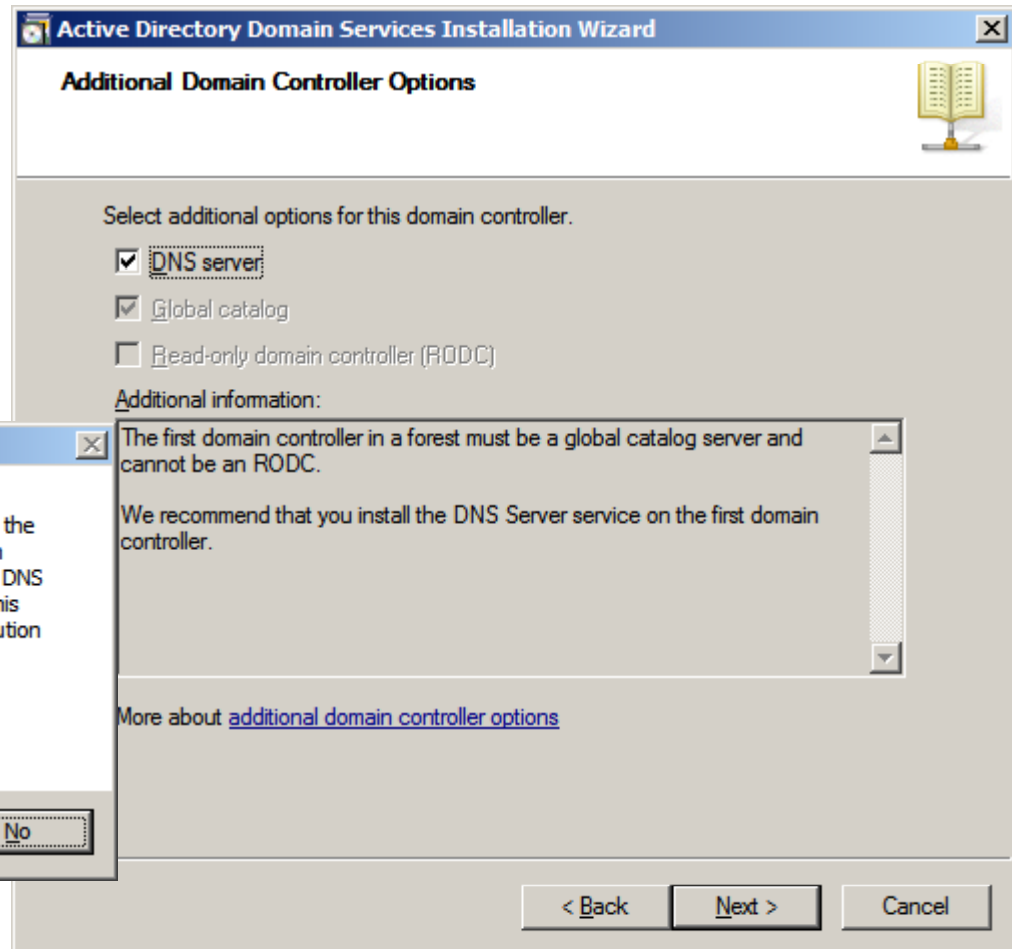 Active Directory Domain Services Installation Wizard
Additional Domain Controller Options
Select additional options for this domain controller.
DNS server
Global catalog
Read-only domain controller (RODC)
Additional information:
The first domain controller in a forest must be a global catalog server and
cannot be an RODC.
We recommend that you install the DNS Server service on the first domain
controller.
the
DNS
More about additional domain controller options
No
< Back
Next >
Cancel